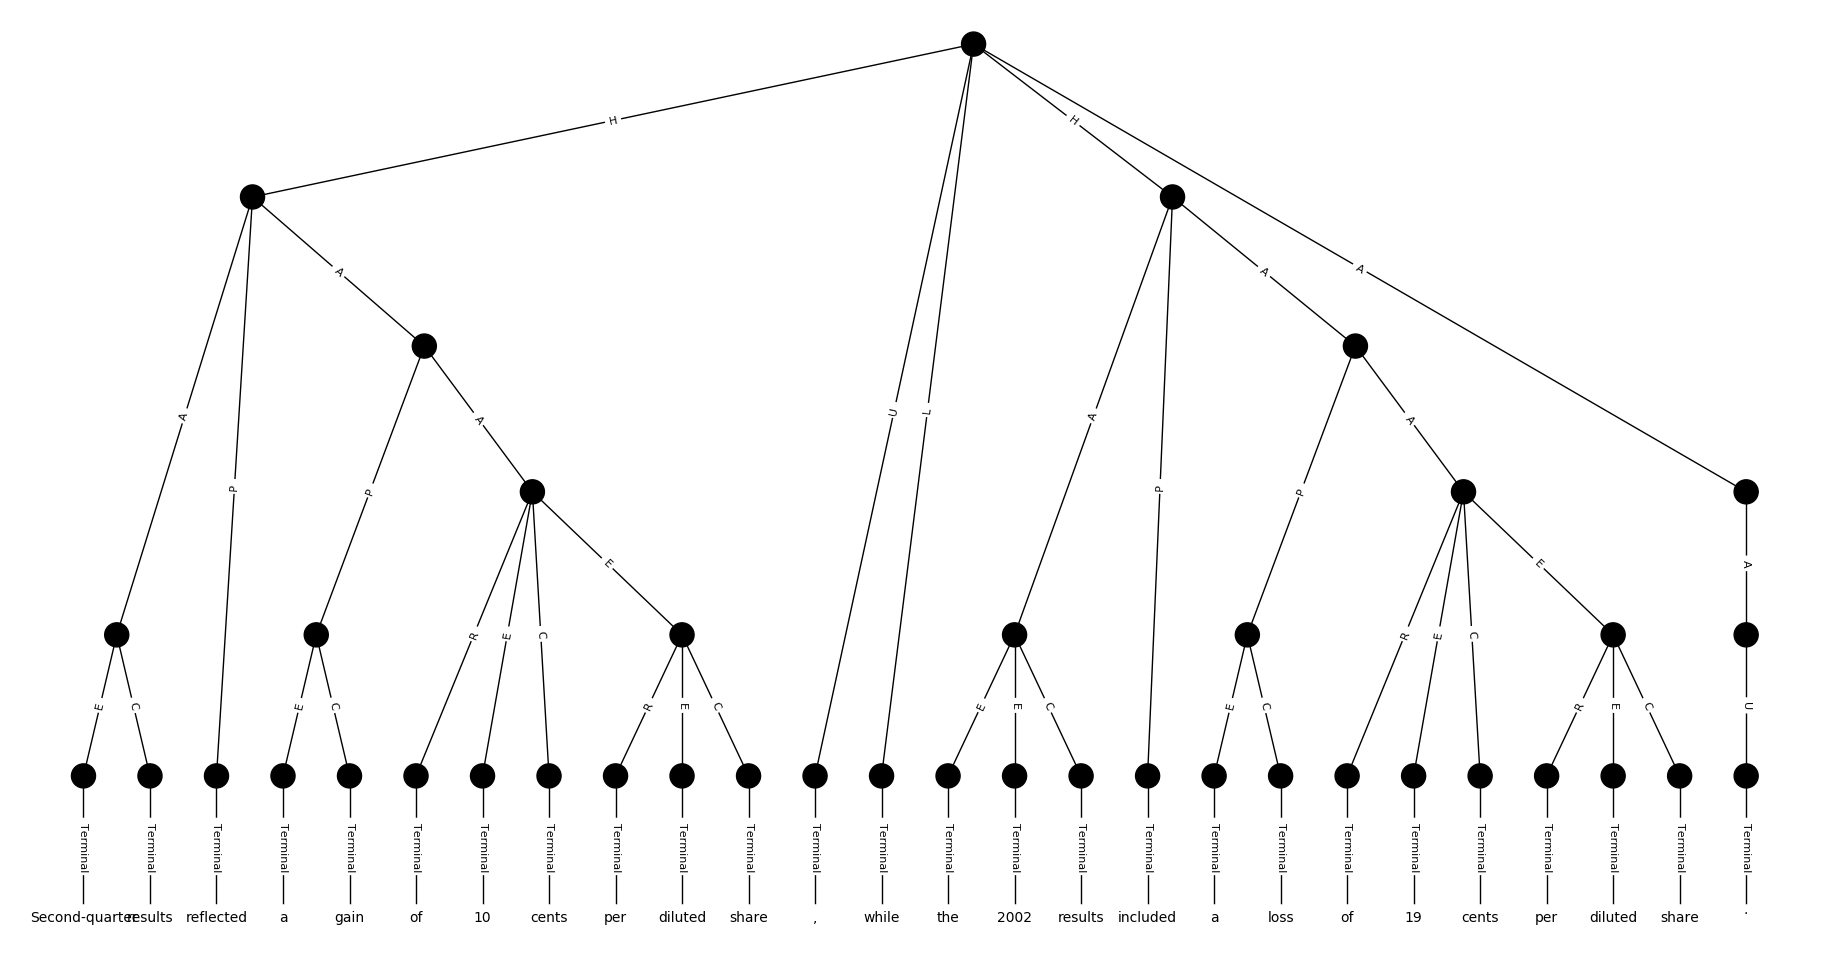 H H
A A A
U L A A
A A
P P P P
E A
R E C R E C
E C E C R E C E E C E C R E C U
Terminal Terminal Terminal Terminal Terminal Terminal Terminal Terminal Terminal Terminal Terminal Terminal Terminal Terminal Terminal Terminal Terminal Terminal Terminal Terminal Terminal Terminal Terminal Terminal Terminal Terminal
Second-quarter results reflected a gain of 10 cents per diluted share , while the 2002 results included a loss of 19 cents per diluted share .